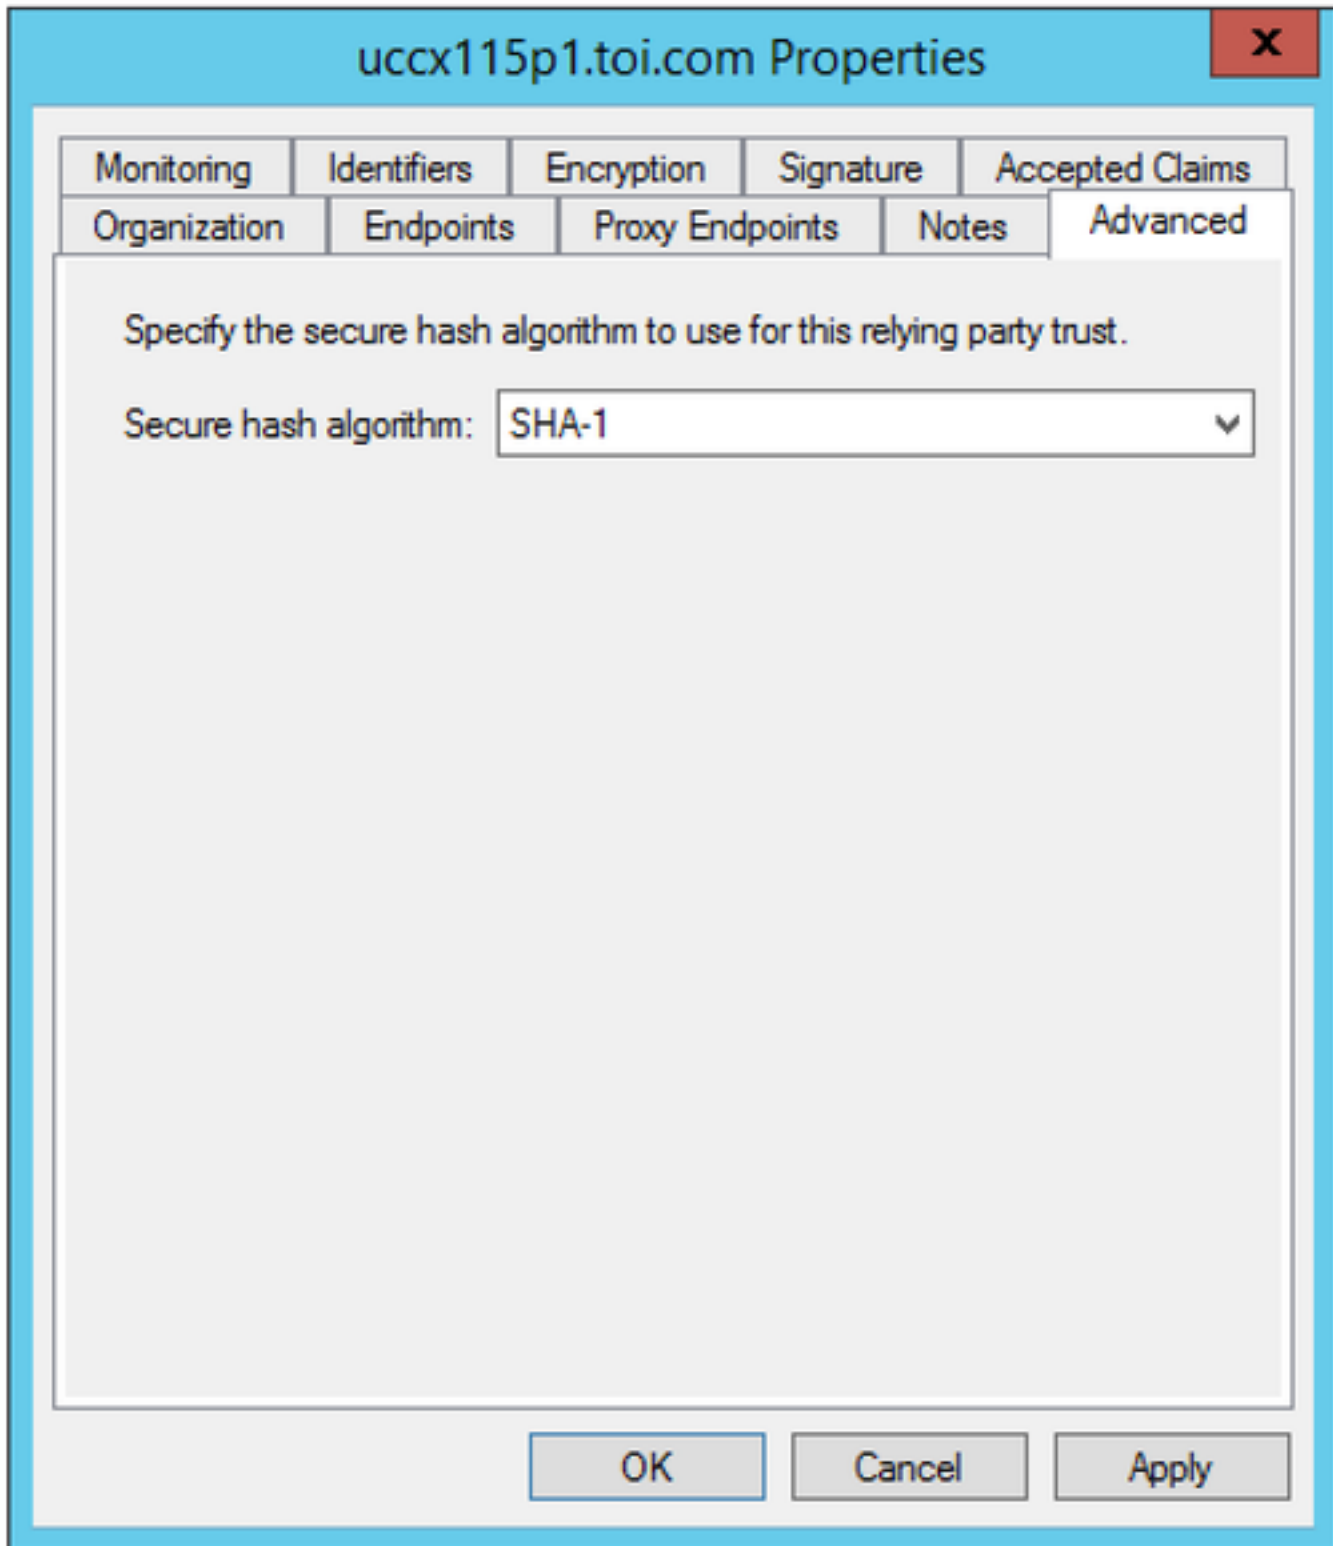 uccx115p1.toi.com Properties
x
Monitoring Identifiers Encryption Signature Accepted Claims
Organization Endpoints Proxy Endpoints Notes Advanced
Specify the secure hash algorithm to use for this relying party trust.
Secure hash algorithm: SHA-1
OK Cancel Apply